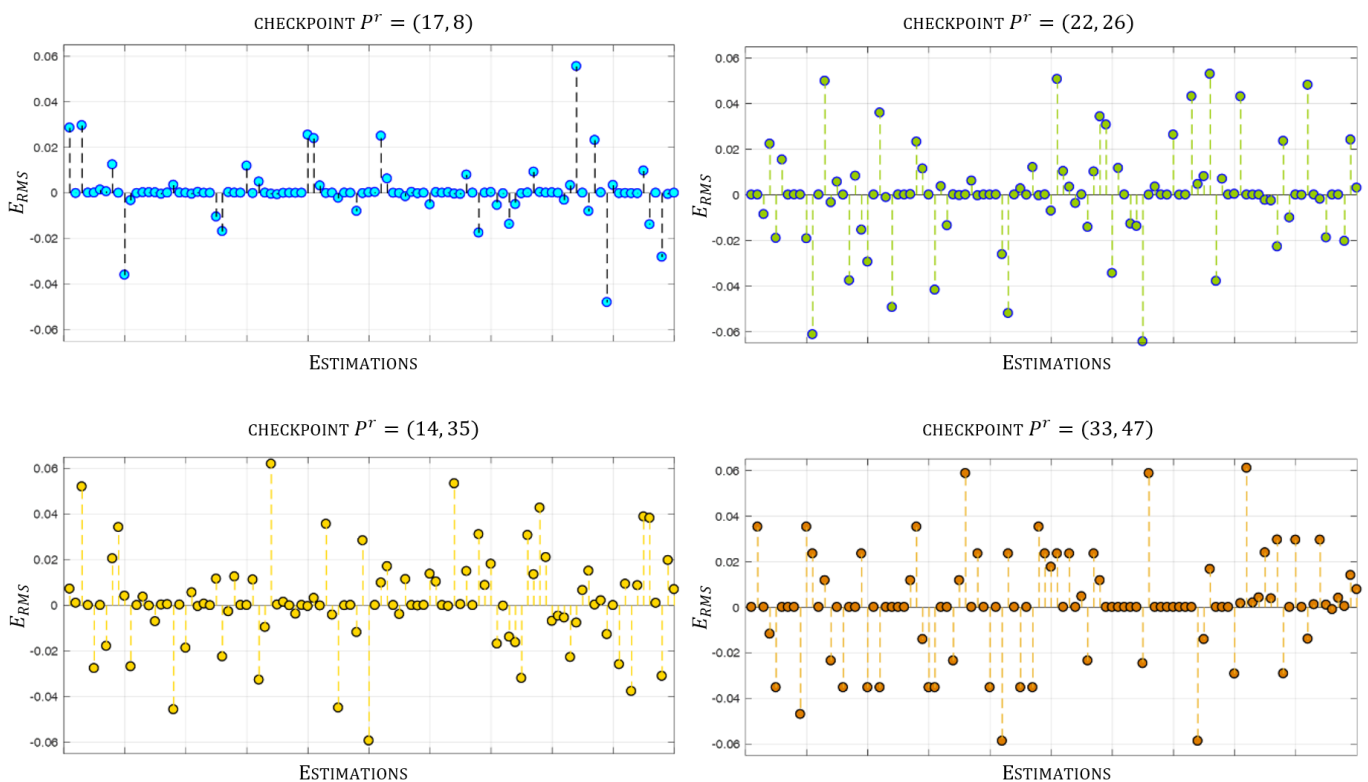 CHECKPOINT P^r = (17, 8)
0.06
0.04
0.02
0
-0.02
-0.04
-0.06
E_RMS
ESTIMATIONS
CHECKPOINT P^r = (22, 26)
0.06
0.04
0.02
0
-0.02
-0.04
-0.06
E_RMS
ESTIMATIONS
CHECKPOINT P^r = (14, 35)
0.06
0.04
0.02
0
-0.02
-0.04
-0.06
E_RMS
ESTIMATIONS
CHECKPOINT P^r = (33, 47)
0.06
0.04
0.02
0
-0.02
-0.04
-0.06
E_RMS
ESTIMATIONS